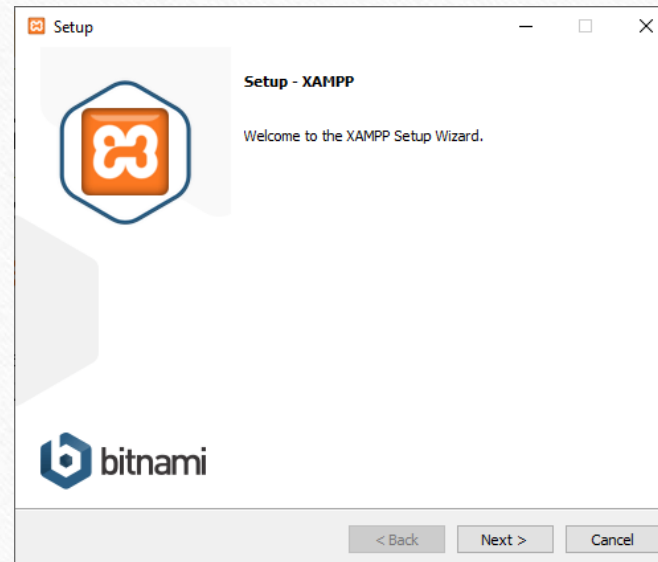 Setup
Setup - XAMPP
Welcome to the XAMPP Setup Wizard.
bitnami
< Back
Next >
Cancel